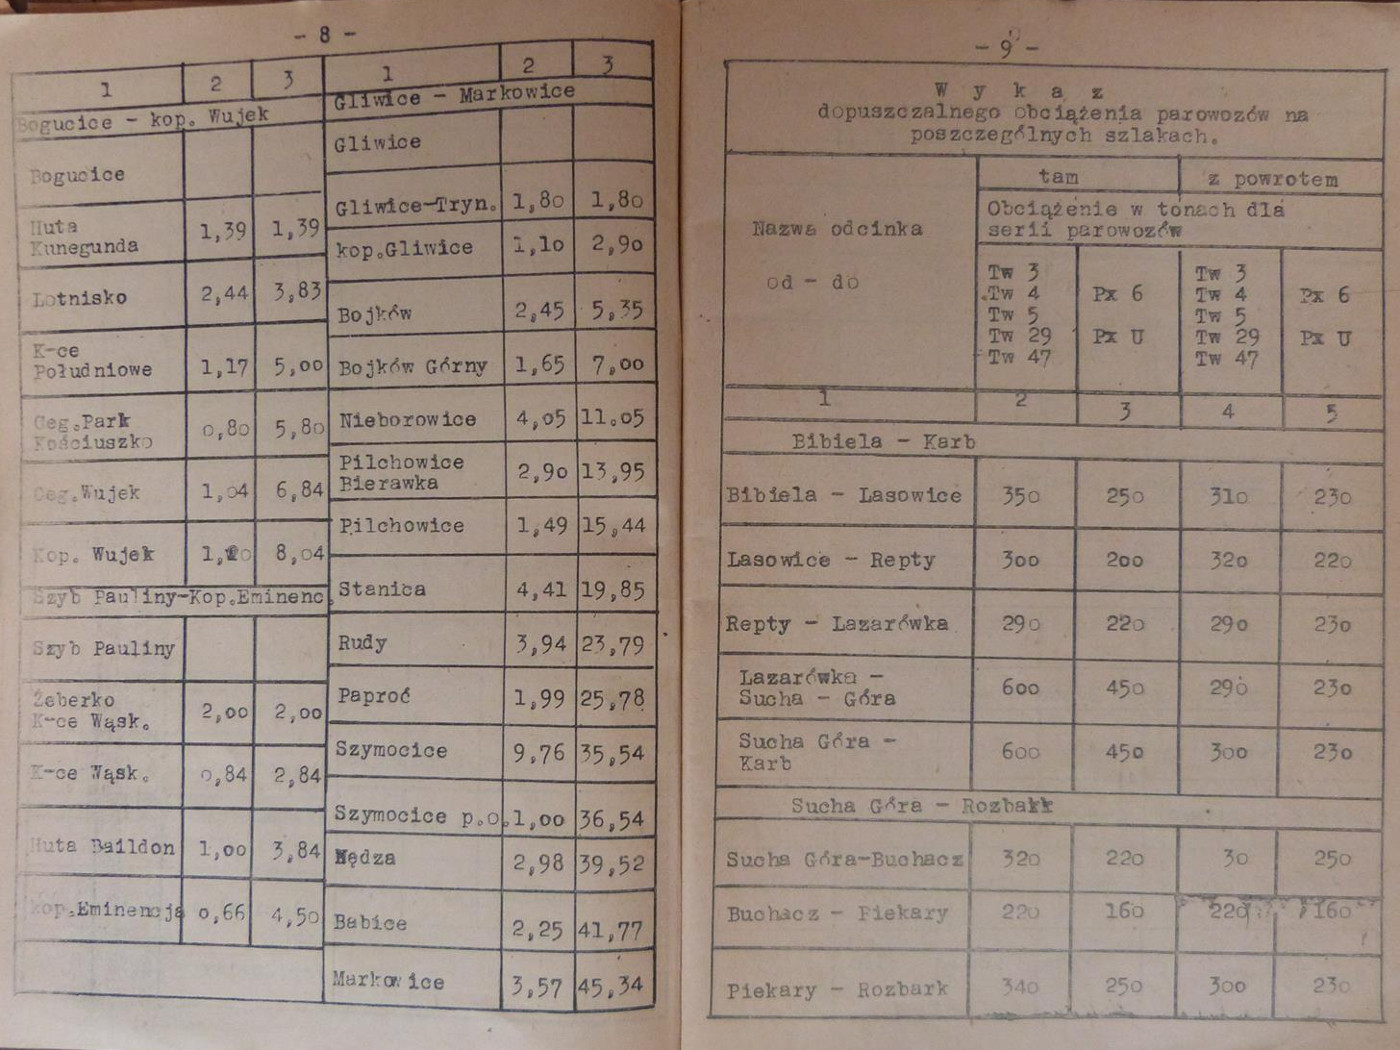 - 8 -
1 2 3
Bogucice - kop. Wujek
Bogucice
Huta
Kunegunda 1,39 1,39
Lotnisko 2,44 3,83
K-ce
Południowe 1,17 5,00
Ceg.Park
Kościuszko 0,80 5,80
Ceg.Wujek 1,04 6,84
Kop. Wujek 1,20 8,04
Szyb Pauliny-Kop.Eminenc.
Szyb Pauliny
Żeberko
K-ce Wąsk. 2,00 2,00
K-ce Wąsk. 0,84 2,84
Huta Baildon 1,00 3,84
kop.Eminencja 0,66 4,50
1 2 3
Gliwice - Markowice
Gliwice
Gliwice-Tryn. 1,80 1,80
kop.Gliwice 1,10 2,90
Bojków 2,45 5,35
Bojków Górny 1,65 7,00
Nieborowice 4,05 11.05
Pilchowice
Bierawka 2,90 13,95
Pilchowice 1,49 15,44
Stanica 4,41 19,85
Rudy 3,94 23,79
Paproć 1,99 25,78
Szymocice 9,76 35,54
Szymocice p.o. 1,00 36,54
Nędza 2,98 39,52
Babice 2,25 41,77
Markowice 3,57 45,34
- 9 -
W y k a z
dopuszczalnego obciążenia parowozów na
poszczególnych szlakach.
Nazwa odcinka
od - do
tam z powrotem
Obciążenie w tonach dla
serii parowozów
Tw 3 Tw 3
Tw 4 Px 6 Tw 4 Px 6
Tw 5 Tw 5
Tw 29 Px U Tw 29 Px U
Tw 47 Tw 47
1 2 3 4 5
Bibiela - Karb
Bibiela - Lasowice 350 250 310 230
Lasowice - Repty 300 200 320 220
Repty - Lazarówka 290 220 290 230
Lazarówka -
Sucha - Góra 600 450 290 230
Sucha Góra -
Karb 600 450 300 230
Sucha Góra - Rozbark
Sucha Góra-Buchacz 320 220 30 250
Buchacz - Piekary 220 160 220 160
Piekary - Rozbark 340 250 300 230